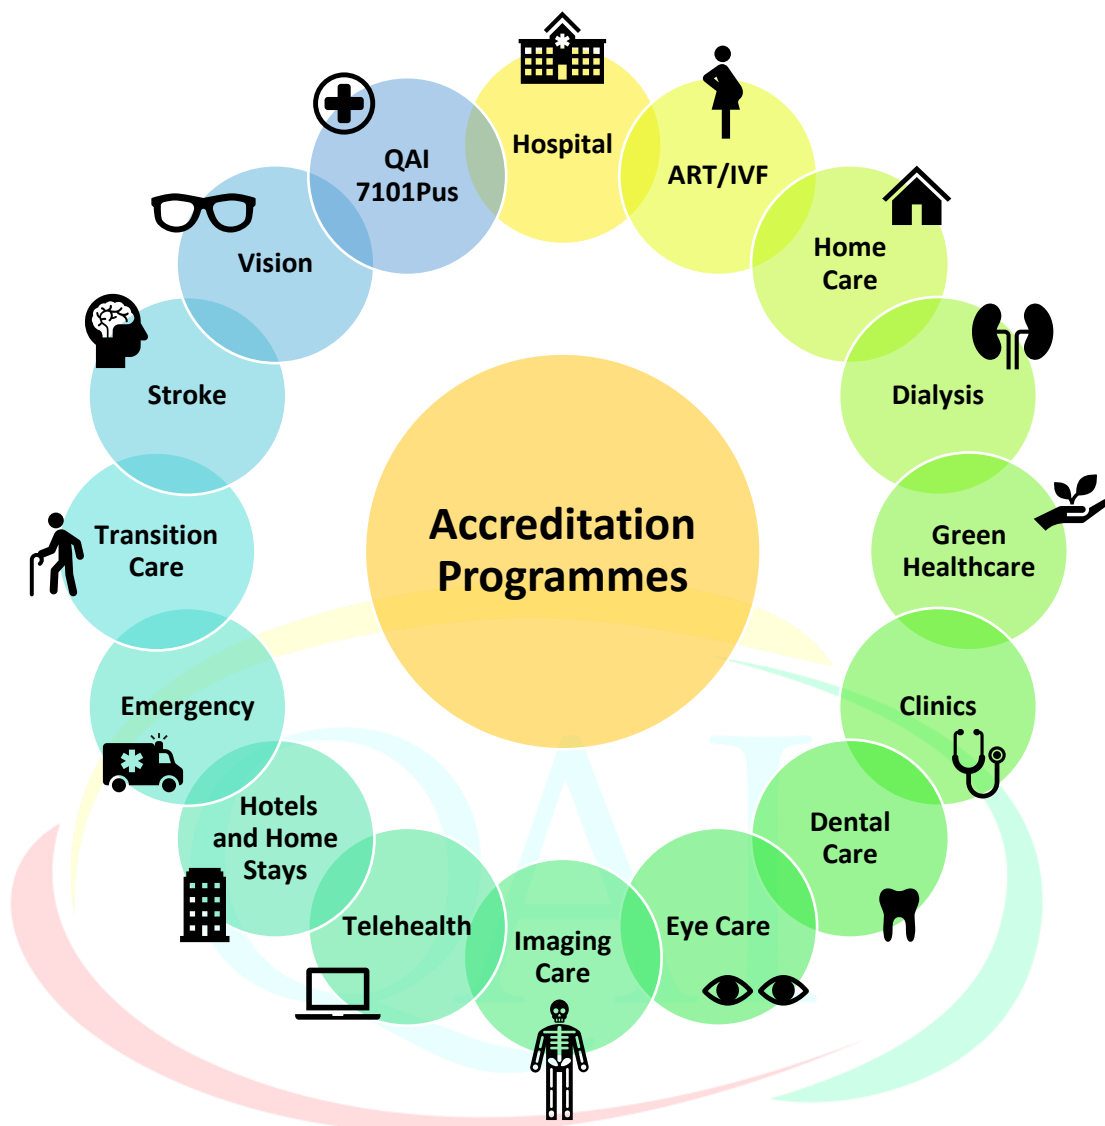 Accreditation
Programmes
Hospital
ART/IVF
Home
Care
Dialysis
Green
Healthcare
Clinics
Dental
Care
Eye Care
Imaging
Care
Telehealth
Hotels
and Home
Stays
Emergency
Transition
Care
Stroke
Vision
QAI
7101Pus
QAI